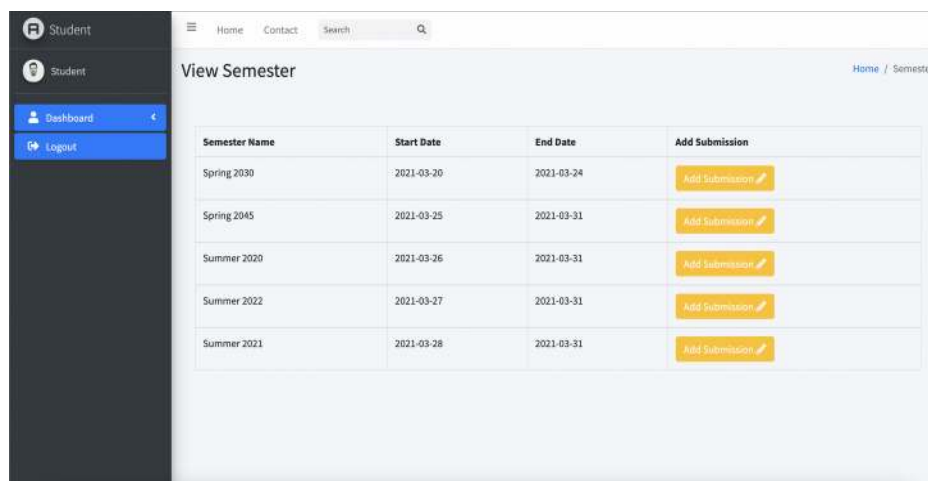 Student
Home Contact Search
Student
View Semester
Home / Semeste
Dashboard
Logout
Semester Name Start Date End Date Add Submission
Spring 2030 2021-03-20 2021-03-24 Add Submission
Spring 2045 2021-03-25 2021-03-31 Add Submission
Summer 2020 2021-03-26 2021-03-31 Add Submission
Summer 2022 2021-03-27 2021-03-31 Add Submission
Summer 2021 2021-03-28 2021-03-31 Add Submission